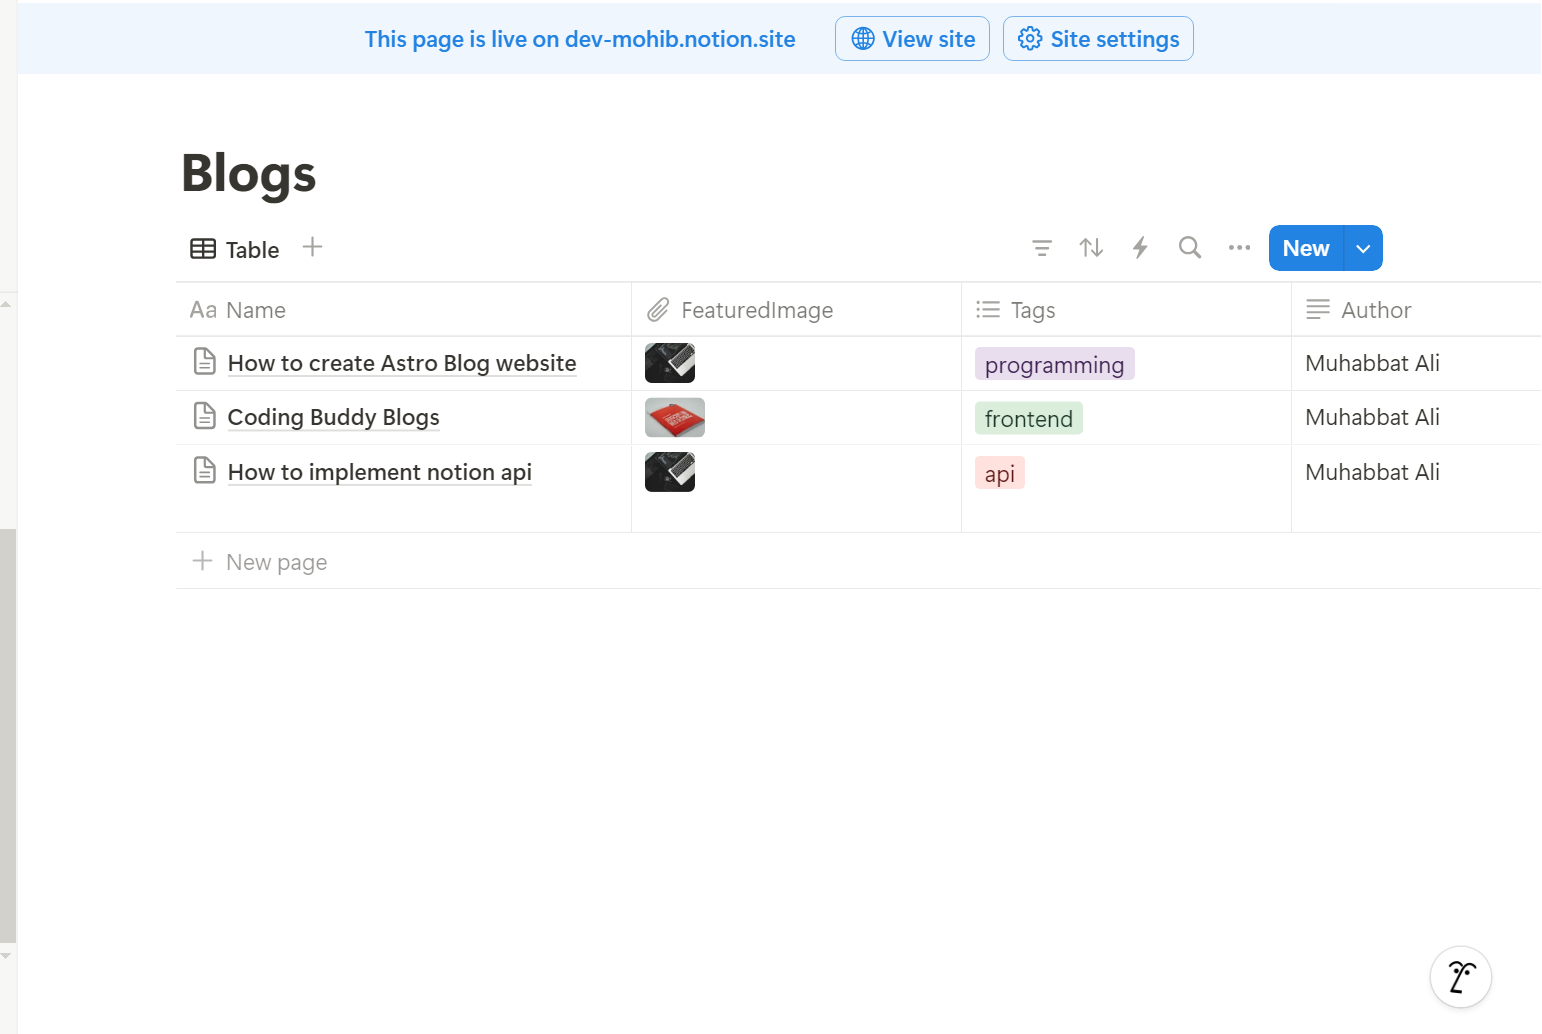 This page is live on dev-mohib.notion.site View site Site settings
Blogs
Table New
Aa Name FeaturedImage Tags Author
How to create Astro Blog website programming Muhabbat Ali
Coding Buddy Blogs frontend Muhabbat Ali
How to implement notion api api Muhabbat Ali
New page